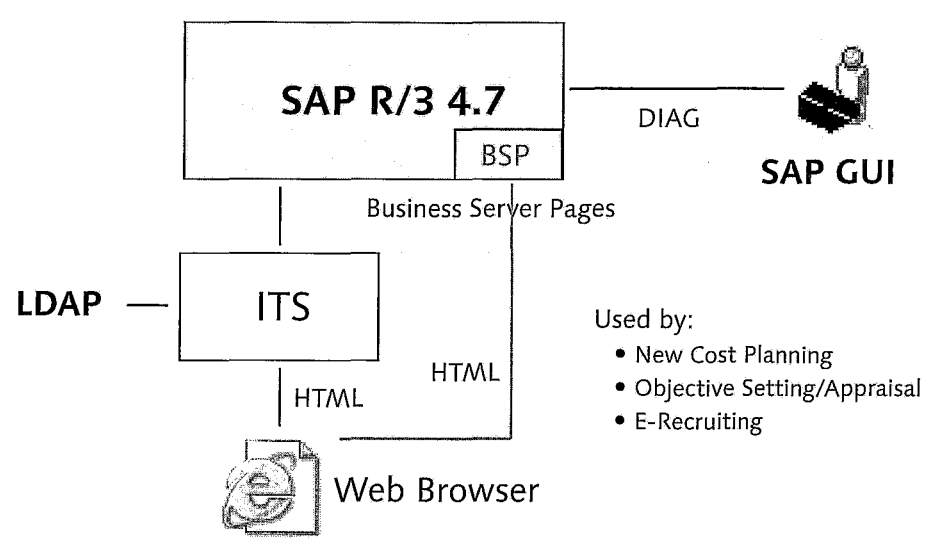 SAP R/3 4.7
BSP
DIAG
SAP GUI
Business Server Pages
LDAP
ITS
Used by:
• New Cost Planning
• Objective Setting/Appraisal
• E-Recruiting
HTML
HTML
Web Browser